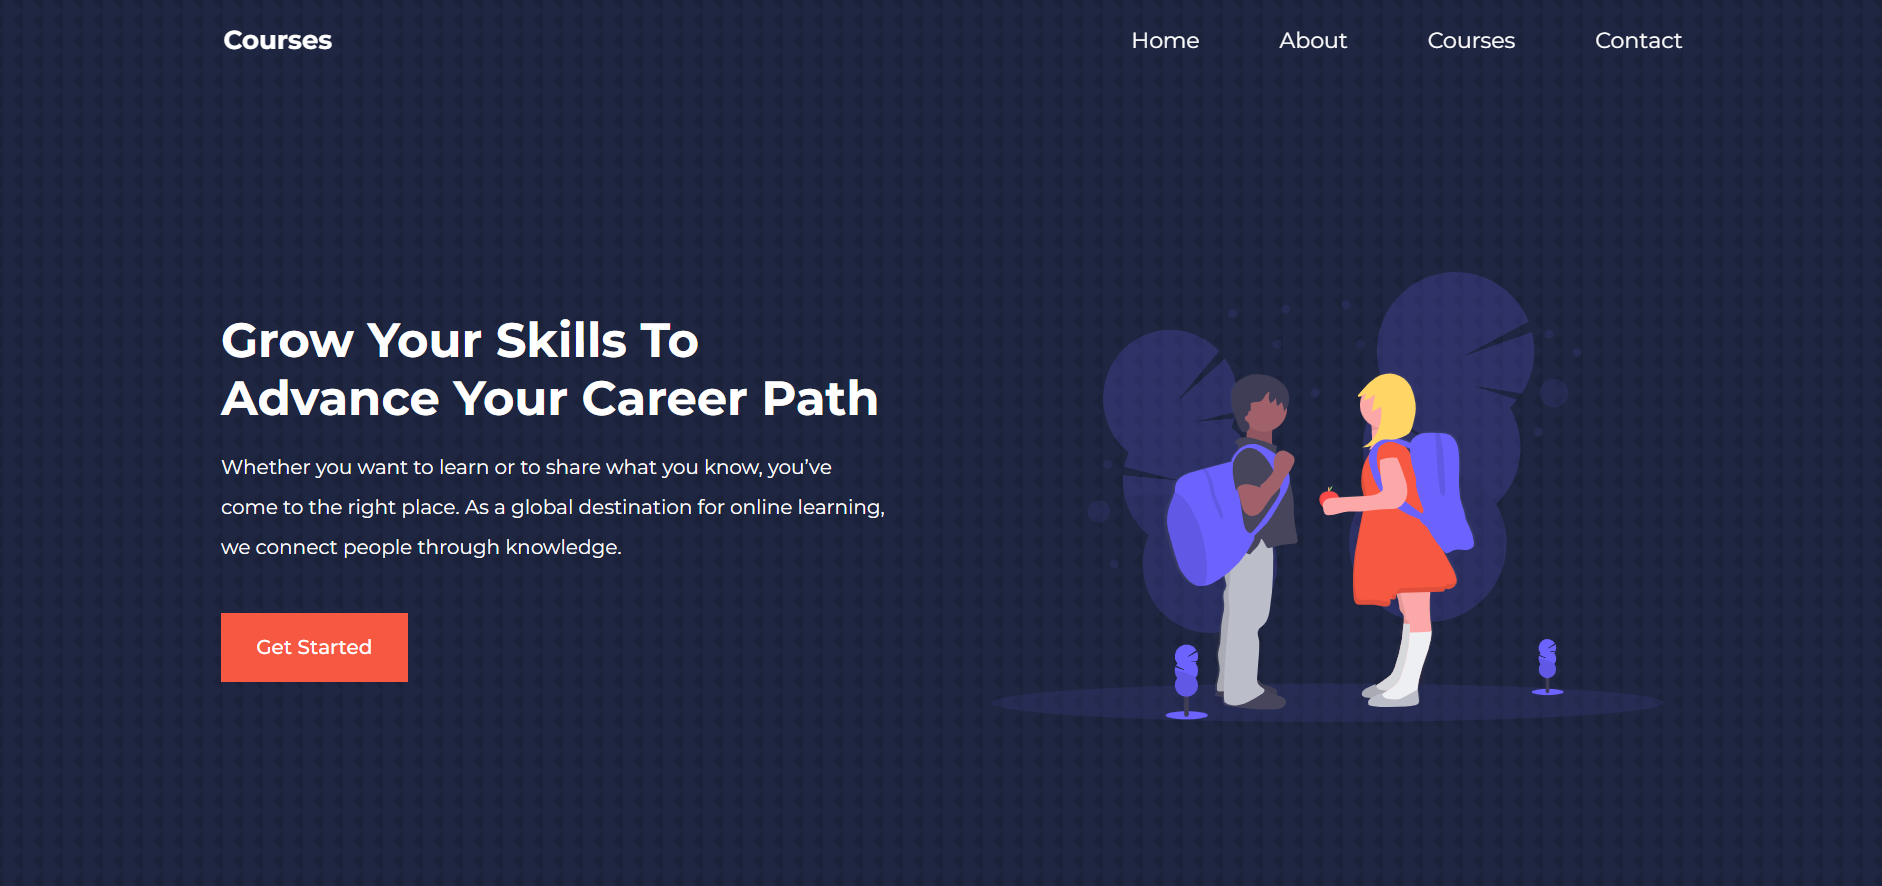 Courses
Home About Courses Contact
Grow Your Skills To
Advance Your Career Path
Whether you want to learn or to share what you know, you’ve
come to the right place. As a global destination for online learning,
we connect people through knowledge.
Get Started